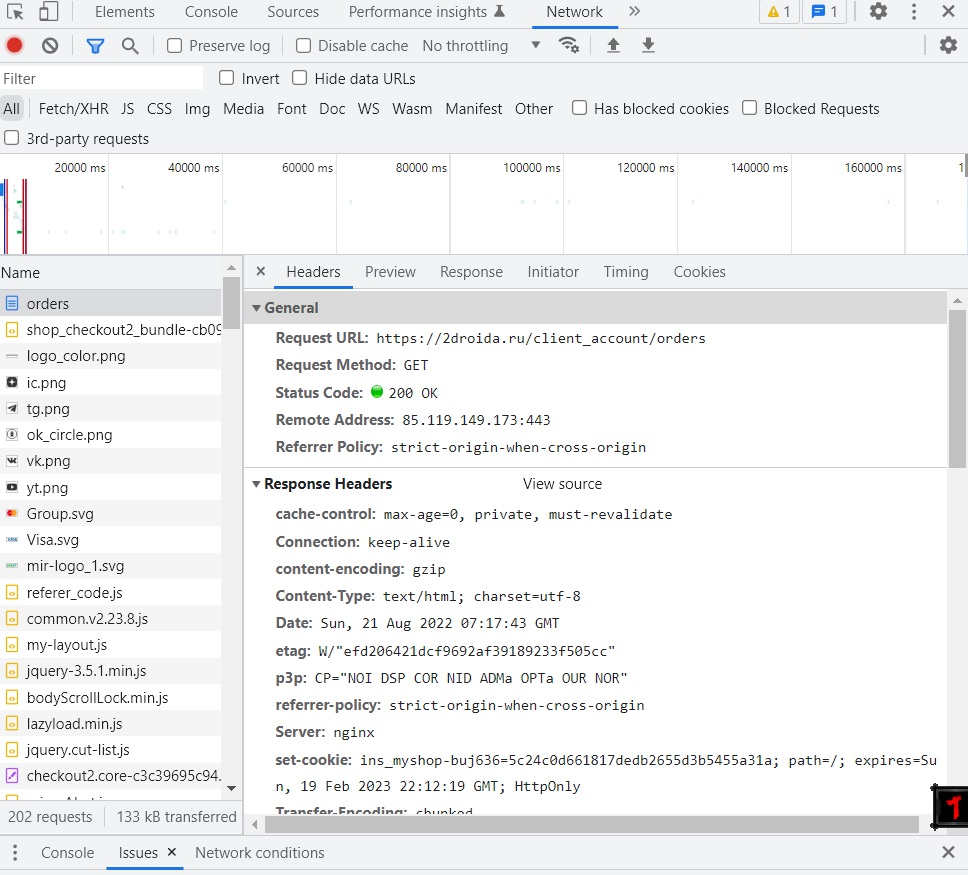 Elements Console Sources Performance insights Network 1 1
Preserve log Disable cache No throttling
Filter Invert Hide data URLs
All Fetch/XHR JS CSS Img Media Font Doc WS Wasm Manifest Other Has blocked cookies Blocked Requests
3rd-party requests
20000 ms 40000 ms 60000 ms 80000 ms 100000 ms 120000 ms 140000 ms 160000 ms 1
Name
orders
shop_checkout2_bundle-cb09
logo_color.png
ic.png
tg.png
ok_circle.png
vk.png
yt.png
Group.svg
Visa.svg
mir-logo_1.svg
referer_code.js
common.v2.23.8.js
my-layout.js
jquery-3.5.1.min.js
bodyScrollLock.min.js
lazyload.min.js
jquery.cut-list.js
checkout2.core-c3c39695c94.
202 requests 133 kB transferred
Headers Preview Response Initiator Timing Cookies
General
Request URL: https://2droida.ru/client_account/orders
Request Method: GET
Status Code: 200 OK
Remote Address: 85.119.149.173:443
Referrer Policy: strict-origin-when-cross-origin
Response Headers View source
cache-control: max-age=0, private, must-revalidate
Connection: keep-alive
content-encoding: gzip
Content-Type: text/html; charset=utf-8
Date: Sun, 21 Aug 2022 07:17:43 GMT
etag: W/"efd206421dcf9692af39189233f505cc"
p3p: CP="NOI DSP COR NID ADMa OPTa OUR NOR"
referrer-policy: strict-origin-when-cross-origin
Server: nginx
set-cookie: ins_myshop-buj636=5c24c0d661817dedb2655d3b5455a31a; path=/; expires=Su
n, 19 Feb 2023 22:12:19 GMT; HttpOnly
Transfer-Encoding: chunked
Console Issues Network conditions